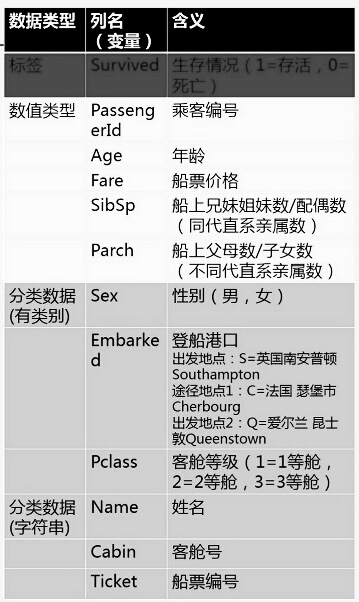 数据类型 列名 含义
（变量）
标签 Survived 生存情况（1=存活，0=
死亡）
数值类型 Passeng 乘客编号
erId
Age 年龄
Fare 船票价格
SibSp 船上兄妹姐妹数/配偶数
（同代直系亲属数）
Parch 船上父母数/子女数
（不同代直系亲属数）
分类数据 Sex 性别（男，女）
(有类别)
Embarke 登船港口
d 出发地点：S=英国南安普顿
Southampton
途径地点1：C=法国 瑟堡市
Cherbourg
出发地点2：Q=爱尔兰 昆士
敦Queenstown
Pclass 客舱等级（1=1等舱，
2=2等舱，3=3等舱）
分类数据 Name 姓名
(字符串)
Cabin 客舱号
Ticket 船票编号